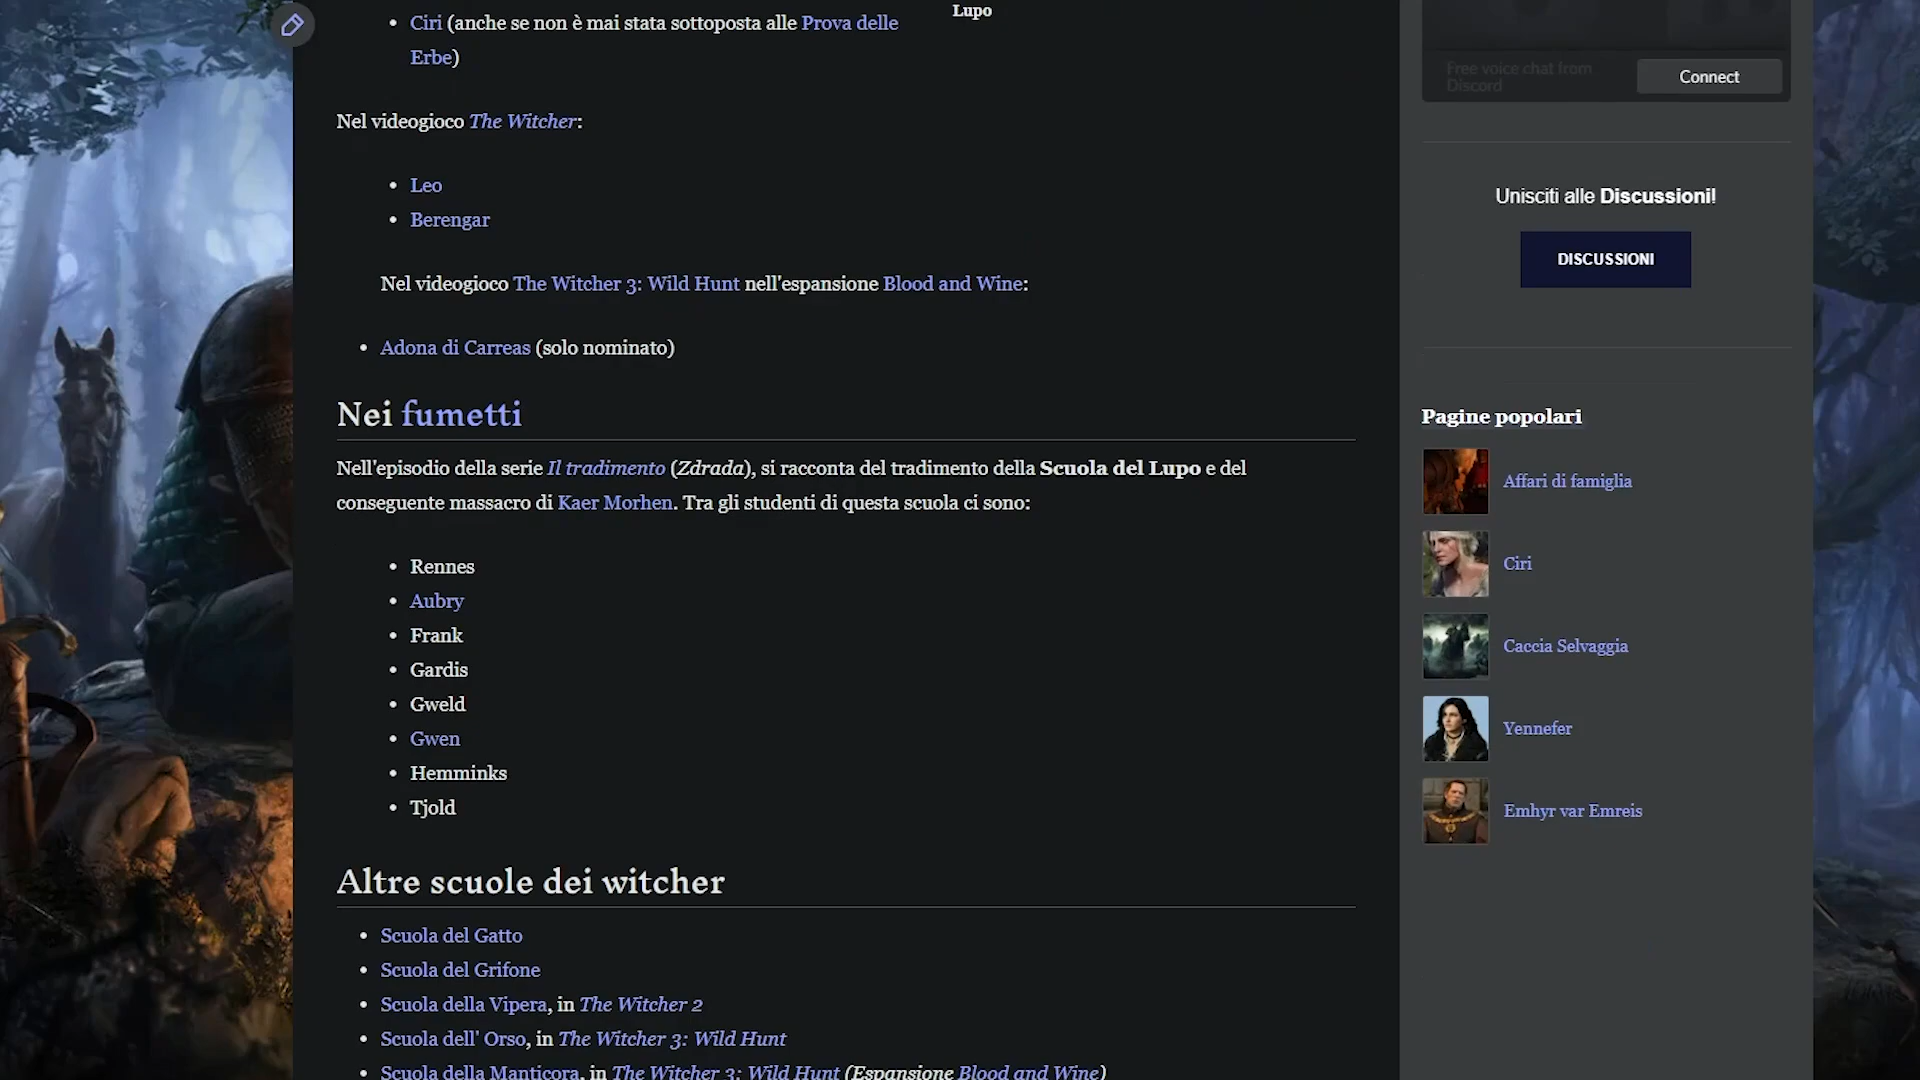 Ciri (anche se non è mai stata sottoposta alle Prova delle
Erbe)
Lupo
Nel videogioco The Witcher:
Leo
Berengar
Nel videogioco The Witcher 3: Wild Hunt nell'espansione Blood and Wine:
Adona di Carreas (solo nominato)
Nei fumetti
Nell'episodio della serie Il tradimento (Zdrada), si racconta del tradimento della Scuola del Lupo e del
conseguente massacro di Kaer Morhen. Tra gli studenti di questa scuola ci sono:
Rennes
Aubry
Frank
Gardis
Gweld
Gwen
Hemminks
Tjold
Altre scuole dei witcher
Scuola del Gatto
Scuola del Grifone
Scuola della Vipera, in The Witcher 2
Scuola dell' Orso, in The Witcher 3: Wild Hunt
Scuola della Manticora, in The Witcher 3: Wild Hunt (Espansione Blood and Wine)
Free voice chat from
Discord
Connect
Unisciti alle Discussioni!
DISCUSSIONI
Pagine popolari
Affari di famiglia
Ciri
Caccia Selvaggia
Yennefer
Emhyr var Emreis